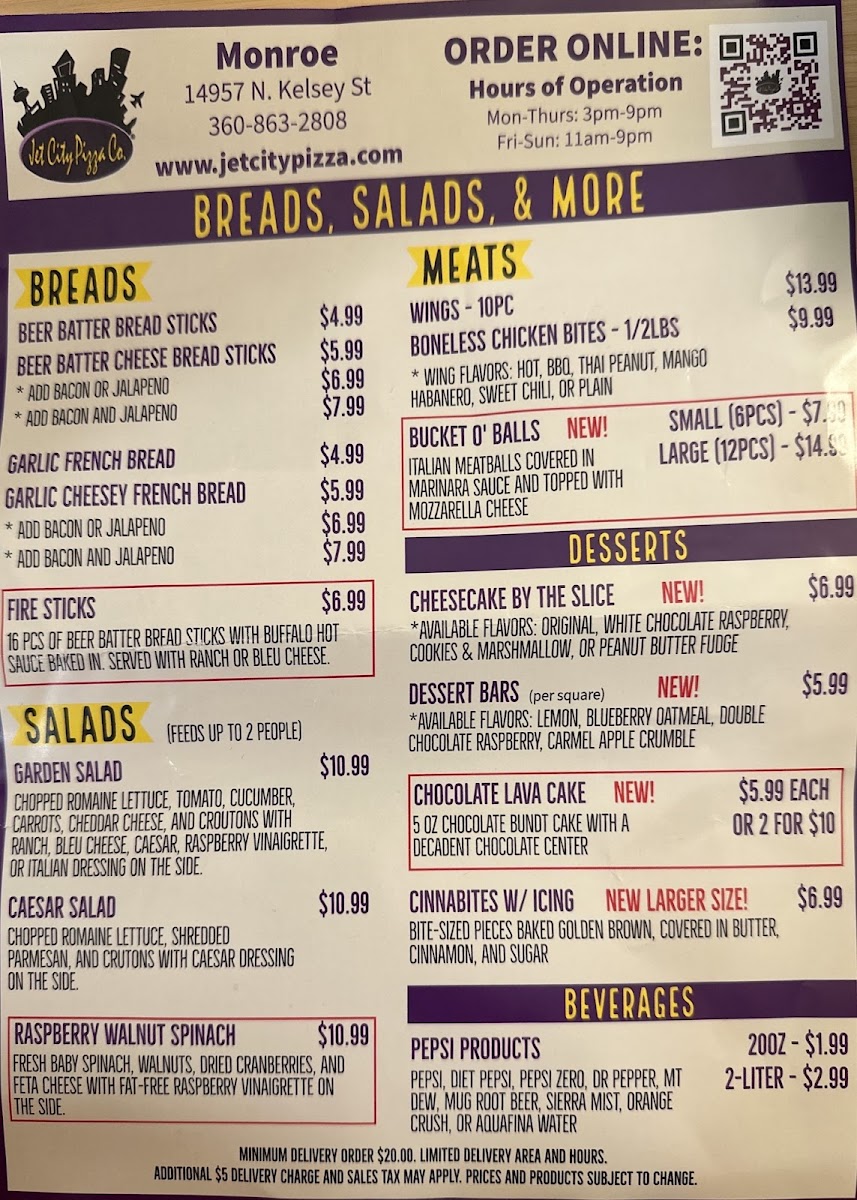 Jet City Pizza Co.
Monroe
14957 N. Kelsey St
360-863-2808
www.jetcitypizza.com
ORDER ONLINE:
Hours of Operation
Mon-Thurs: 3pm-9pm
Fri-Sun: 11am-9pm
BREADS, SALADS, & MORE
BREADS
BEER BATTER BREAD STICKS $4.99
BEER BATTER CHEESE BREAD STICKS $5.99
* ADD BACON OR JALAPENO $6.99
* ADD BACON AND JALAPENO $7.99
GARLIC FRENCH BREAD $4.99
GARLIC CHEESEY FRENCH BREAD $5.99
* ADD BACON OR JALAPENO $6.99
* ADD BACON AND JALAPENO $7.99
FIRE STICKS $6.99
16 PCS OF BEER BATTER BREAD STICKS WITH BUFFALO HOT
SAUCE BAKED IN. SERVED WITH RANCH OR BLEU CHEESE.
SALADS (FEEDS UP TO 2 PEOPLE)
GARDEN SALAD $10.99
CHOPPED ROMAINE LETTUCE, TOMATO, CUCUMBER,
CARROTS, CHEDDAR CHEESE, AND CROUTONS WITH
RANCH, BLEU CHEESE, CAESAR, RASPBERRY VINAIGRETTE,
OR ITALIAN DRESSING ON THE SIDE.
CAESAR SALAD $10.99
CHOPPED ROMAINE LETTUCE, SHREDDED
PARMESAN, AND CRUTONS WITH CAESAR DRESSING
ON THE SIDE.
RASPBERRY WALNUT SPINACH $10.99
FRESH BABY SPINACH, WALNUTS, DRIED CRANBERRIES, AND
FETA CHEESE WITH FAT-FREE RASPBERRY VINAIGRETTE ON
THE SIDE.
MEATS
WINGS - 10PC $13.99
BONELESS CHICKEN BITES - 1/2LBS $9.99
* WING FLAVORS: HOT, BBQ, THAI PEANUT, MANGO
HABANERO, SWEET CHILI, OR PLAIN
BUCKET O' BALLS NEW! SMALL (6PCS) - $7.99
LARGE (12PCS) - $14.99
ITALIAN MEATBALLS COVERED IN
MARINARA SAUCE AND TOPPED WITH
MOZZARELLA CHEESE
DESSERTS
CHEESECAKE BY THE SLICE NEW! $6.99
*AVAILABLE FLAVORS: ORIGINAL, WHITE CHOCOLATE RASPBERRY,
COOKIES & MARSHMALLOW, OR PEANUT BUTTER FUDGE
DESSERT BARS (per square) NEW! $5.99
*AVAILABLE FLAVORS: LEMON, BLUEBERRY OATMEAL, DOUBLE
CHOCOLATE RASPBERRY, CARMEL APPLE CRUMBLE
CHOCOLATE LAVA CAKE NEW! $5.99 EACH
OR 2 FOR $10
5 OZ CHOCOLATE BUNDT CAKE WITH A
DECADENT CHOCOLATE CENTER
CINNABITES W/ ICING NEW LARGER SIZE! $6.99
BITE-SIZED PIECES BAKED GOLDEN BROWN, COVERED IN BUTTER,
CINNAMON, AND SUGAR
BEVERAGES
PEPSI PRODUCTS 20OZ - $1.99
2-LITER - $2.99
PEPSI, DIET PEPSI, PEPSI ZERO, DR PEPPER, MT
DEW, MUG ROOT BEER, SIERRA MIST, ORANGE
CRUSH, OR AQUAFINA WATER
MINIMUM DELIVERY ORDER $20.00. LIMITED DELIVERY AREA AND HOURS.
ADDITIONAL $5 DELIVERY CHARGE AND SALES TAX MAY APPLY. PRICES AND PRODUCTS SUBJECT TO CHANGE.